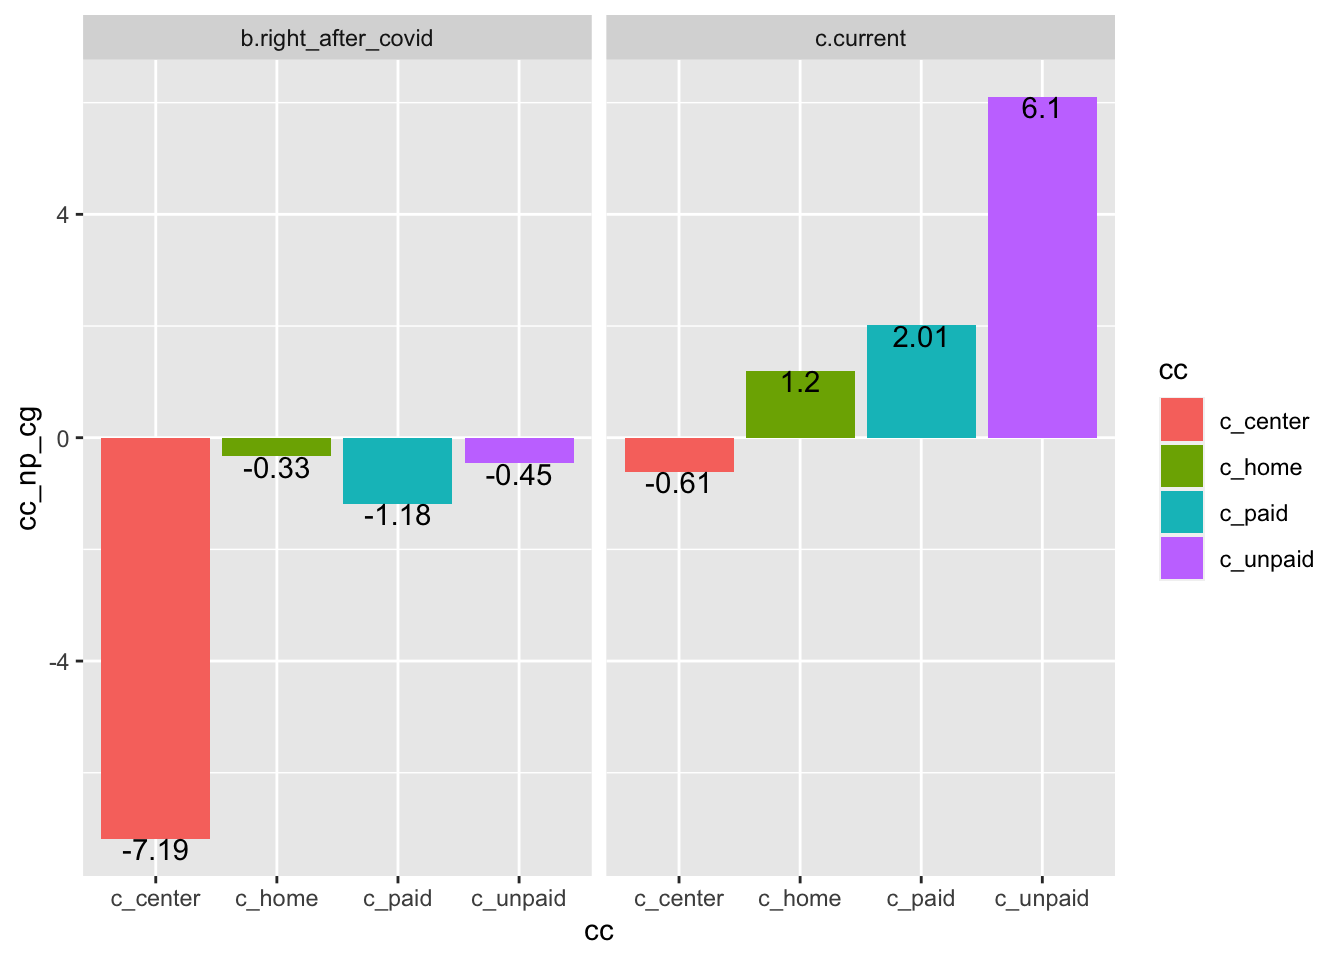 b.right_after_covid
c.current
cc_np_cg
4
0
-4
-7.19
-0.33
-1.18
-0.45
-0.61
1.2
2.01
6.1
c_center
c_home
c_paid
c_unpaid
c_center
c_home
c_paid
c_unpaid
cc
cc
c_center
c_home
c_paid
c_unpaid